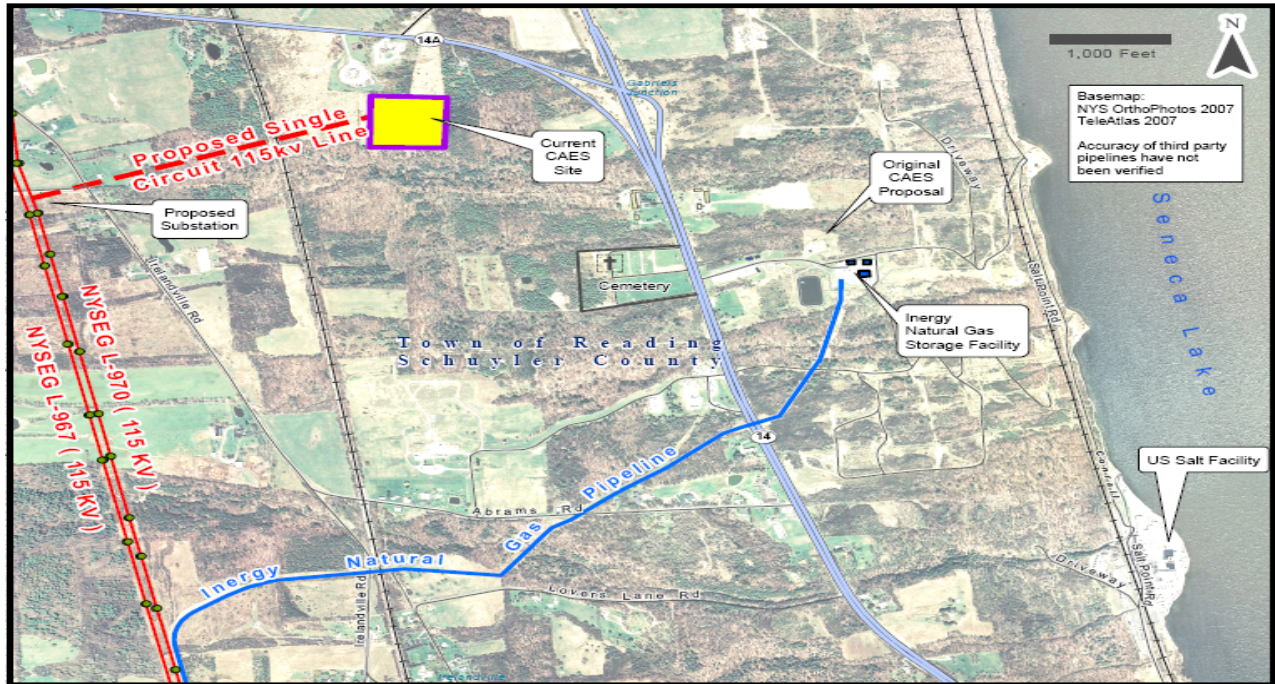 14A
N
1,000 Feet
Gabriels
Junction
Basemap:
NYS OrthoPhotos 2007
TeleAtlas 2007
Accuracy of third party
pipelines have not
been verified
Proposed Single
Circuit 115kv Line
Current
CAES
Site
Original
CAES
Proposal
Driveway
Proposed
Substation
Seneca Lake
Irelandville Rd
Cemetery
Salt Point Rd
Inergy
Natural Gas
Storage Facility
Town of Reading
Schuyler County
NYSEG L-970 ( 115 KV )
NYSEG L-967 ( 115 KV )
14
Conrail
US Salt Facility
Abrams Rd
Inergy Natural Gas Pipeline
Driveway
Salt Point Rd
Lovers Lane Rd
Irelandville Rd
Irelandville